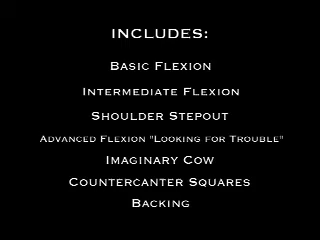 INCLUDES:
Basic Flexion
Intermediate Flexion
Shoulder Stepout
Advanced Flexion "Looking for Trouble"
Imaginary Cow
Countercanter Squares
Backing